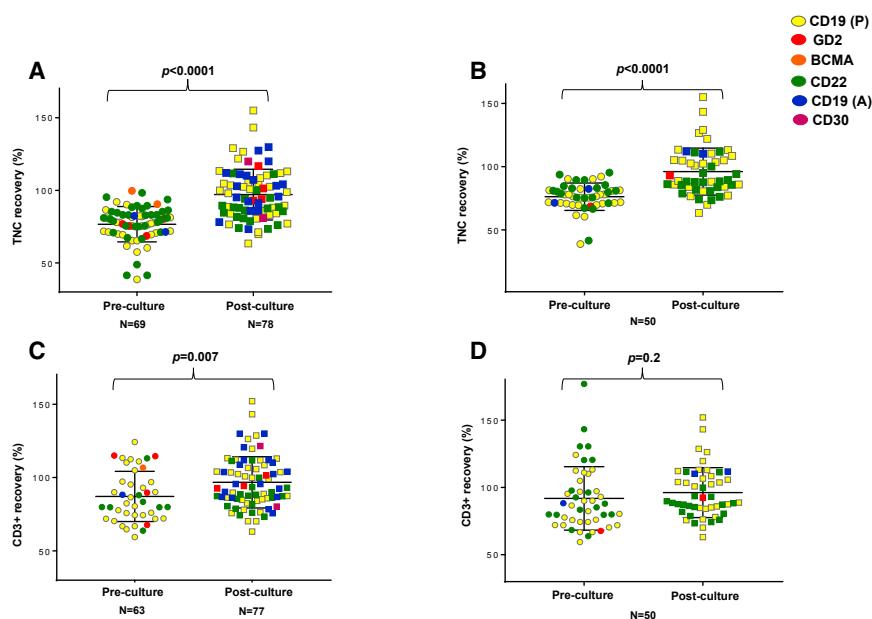 CD19 (P)
GD2
BCMA
CD22
CD19 (A)
CD30
A
p<0.0001
TNC recovery (%)
150
100
50
Pre-culture
Post-culture
N=69
N=78
B
p<0.0001
TNC recovery (%)
150
100
50
Pre-culture
Post-culture
N=50
C
p=0.007
CD3+ recovery (%)
150
100
50
Pre-culture
Post-culture
N=63
N=77
D
p=0.2
CD3+ recovery (%)
150
100
50
Pre-culture
Post-culture
N=50